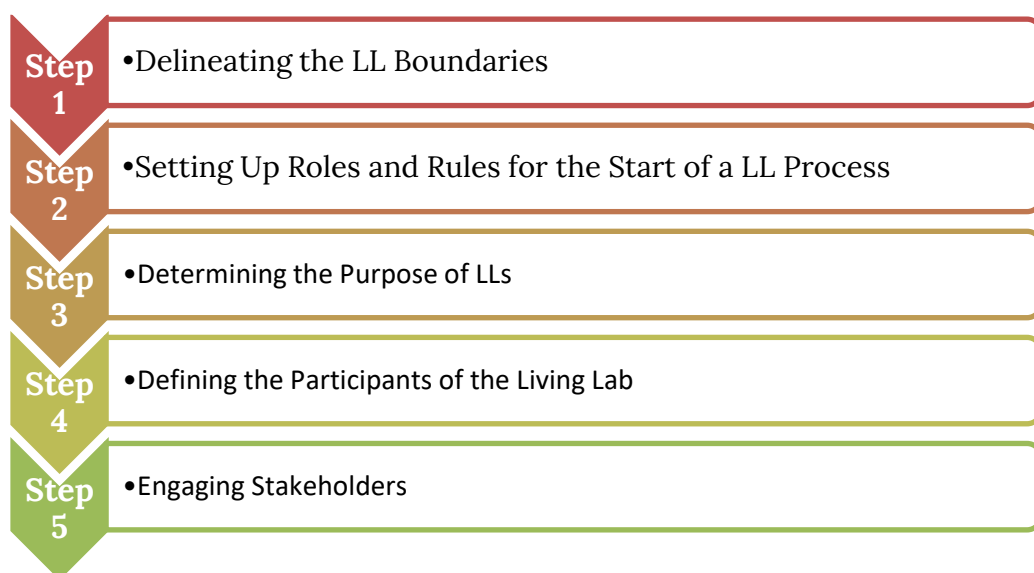 Step
1
•Delineating the LL Boundaries
Step
2
•Setting Up Roles and Rules for the Start of a LL Process
Step
3
•Determining the Purpose of LLs
Step
4
•Defining the Participants of the Living Lab
Step
5
•Engaging Stakeholders